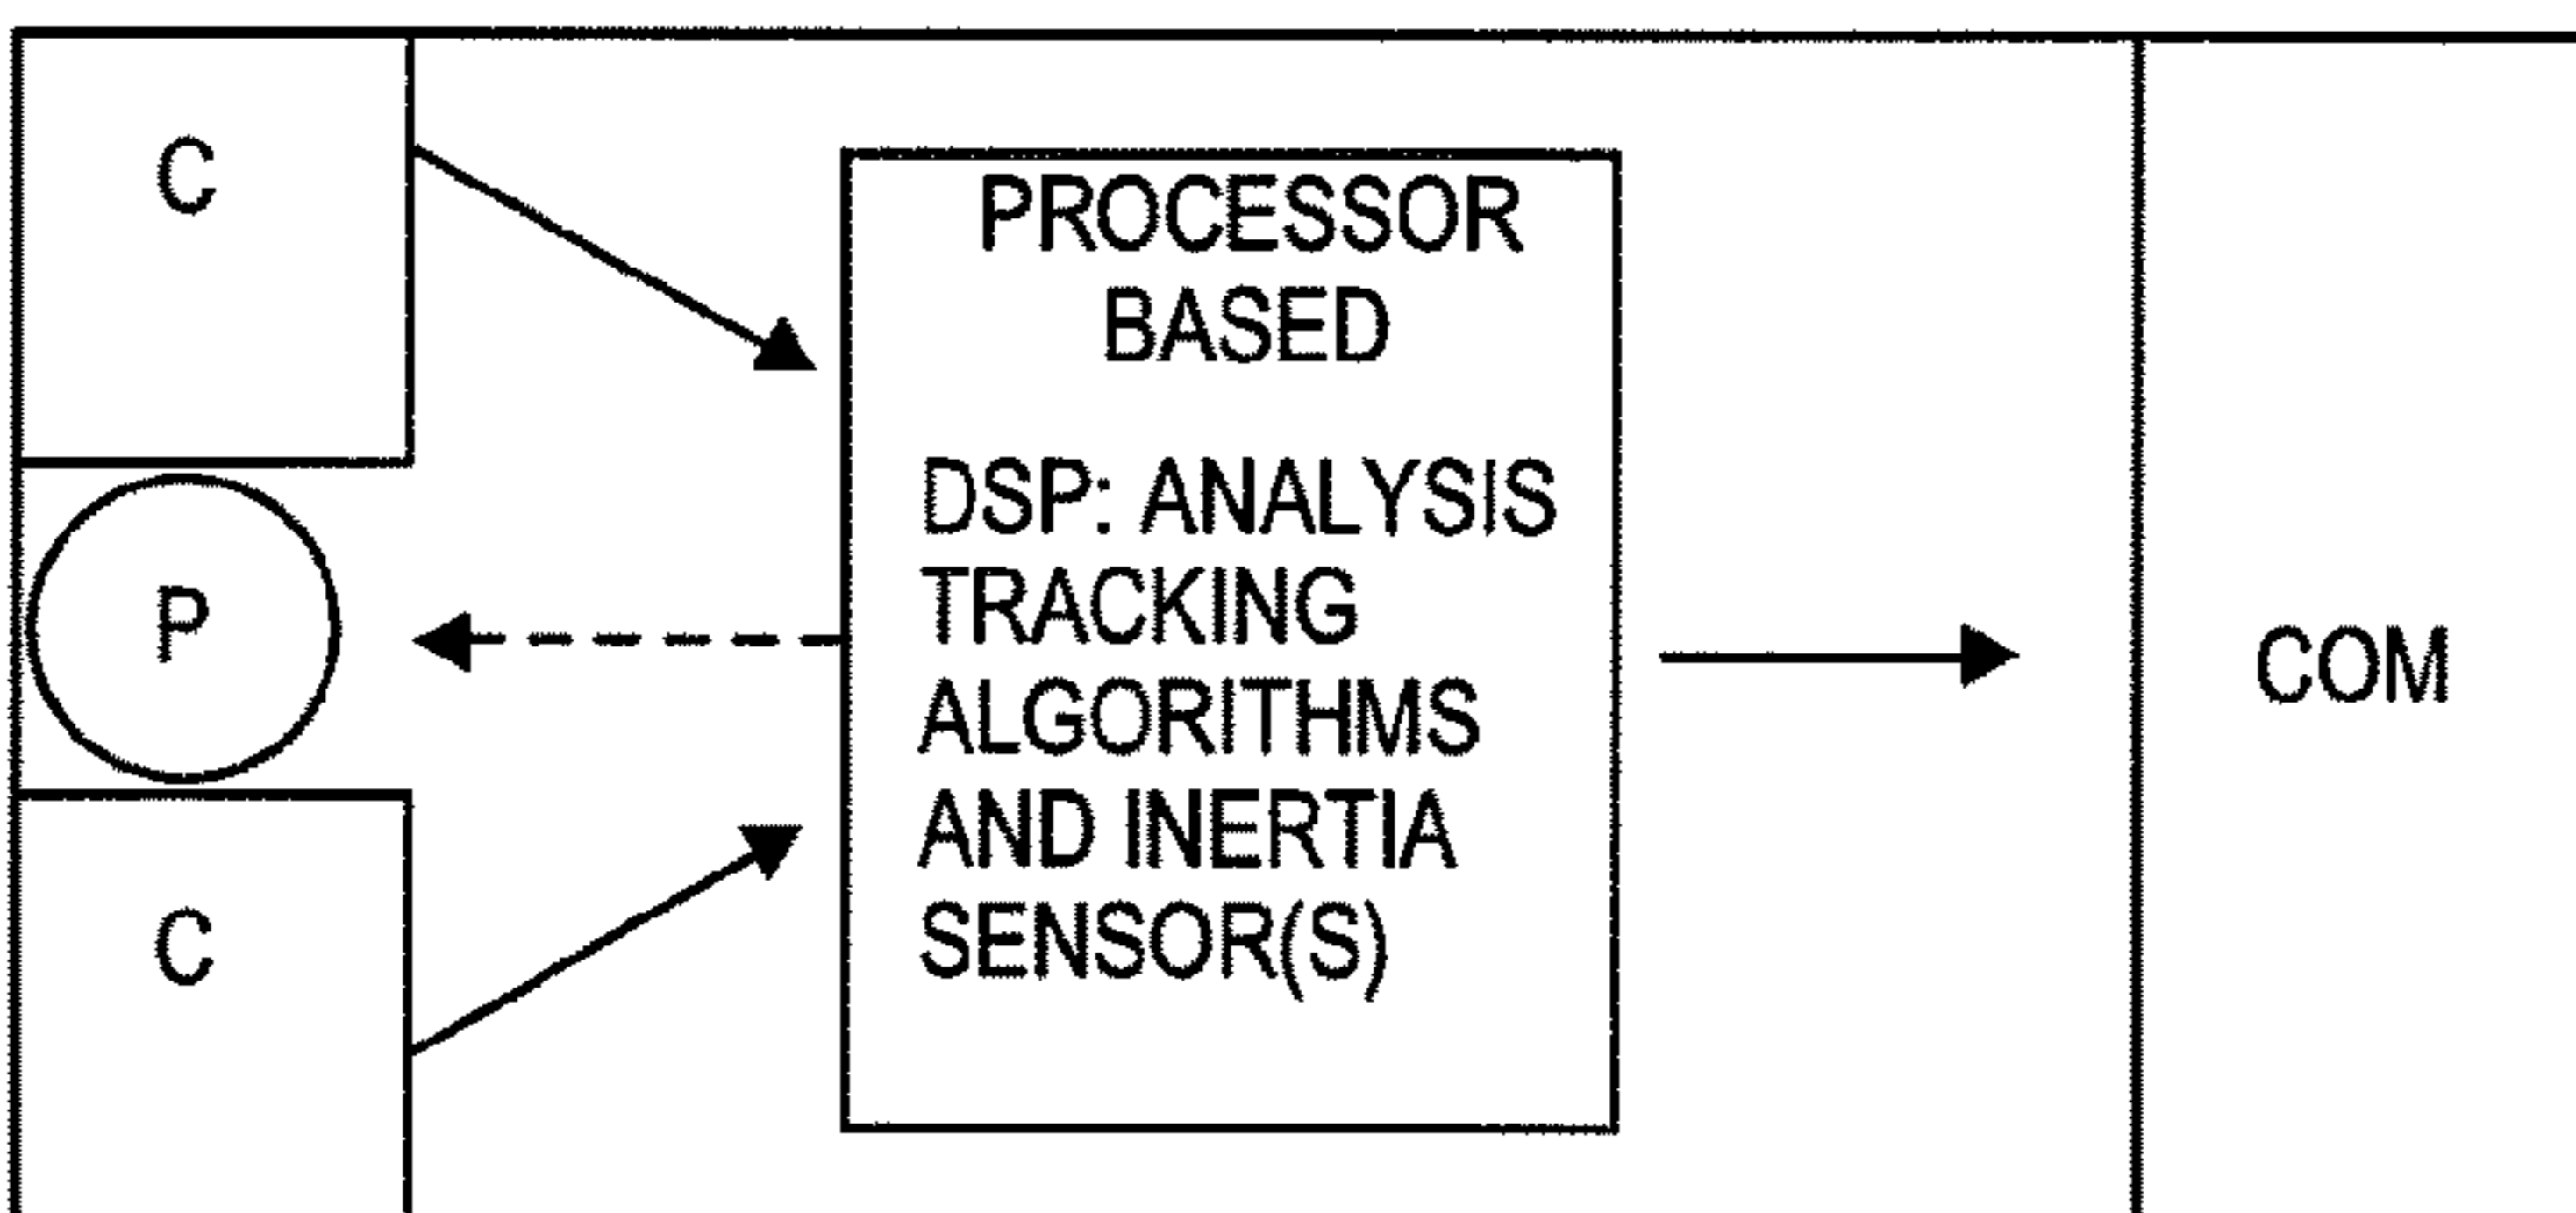 C
PROCESSOR
BASED
DSP: ANALYSIS
TRACKING
ALGORITHMS
AND INERTIA
SENSOR(S)
P
C
COM